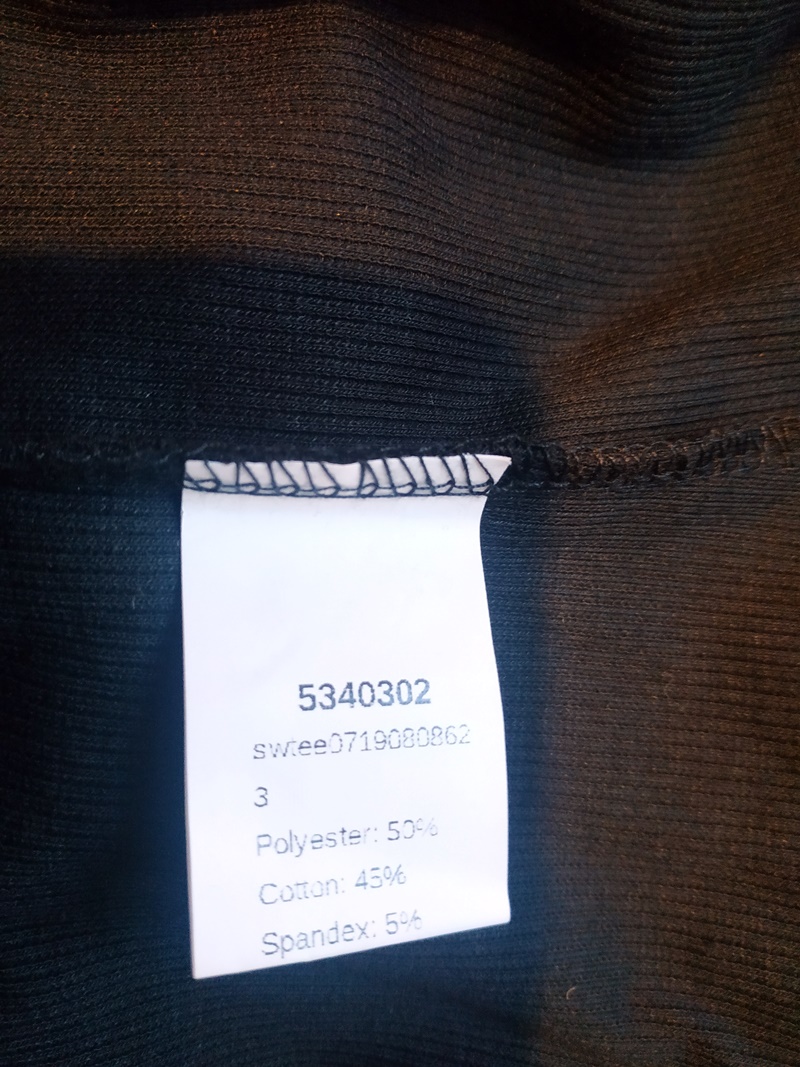 5340302
swtee0719080862
3
Polyester: 50%
Cotton: 45%
Spandex: 5%